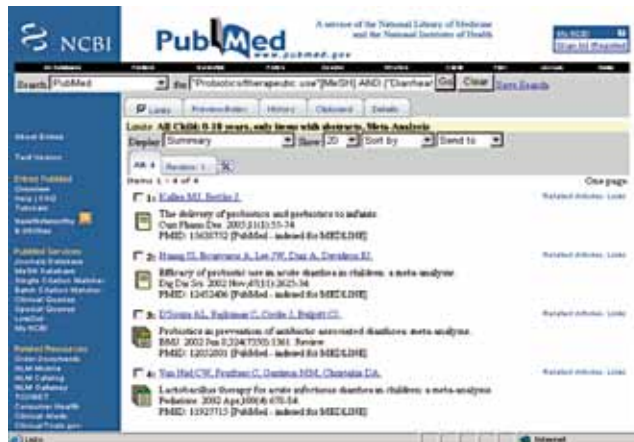 NCBI
PubMed
www.pubmed.gov
A service of the National Library of Medicine
and the National Institutes of Health
My NCBI
[Sign In] [Register]
Search PubMed for "Probiotics/therapeutic use"[MeSH] AND ("Diarrhea Go Clear Save Search
Limits Preview/Index History Clipboard Details
Limits: All Child: 0-18 years, only items with abstracts, Meta-Analysis
Display Summary Show 20 Sort by Send to
All: 4 Review: 1
Items 1 - 4 of 4 One page
About Entrez
Text Version
Entrez PubMed
Overview
Help | FAQ
Tutorials
New/Noteworthy
E-Utilities
PubMed Services
Journals Database
MeSH Database
Single Citation Matcher
Batch Citation Matcher
Clinical Queries
Special Queries
LinkOut
My NCBI
Related Resources
Order Documents
NLM Mobile
NLM Catalog
NLM Gateway
TOXNET
Consumer Health
Clinical Alerts
ClinicalTrials.gov
1: Related Articles, Links
The delivery of probiotics and prebiotics to infants.
Curr Pharm Des. 2005;11(1):55-74.
[PubMed - indexed for MEDLINE]
2: Huang JS, Bousvaros A, Lee JW, Diaz A, Davidson EJ. Related Articles, Links
Efficacy of probiotic use in acute diarrhea in children: a meta-analysis.
Dig Dis Sci. 2002 Nov;47(11):2625-34.
PMID: 12452406 [PubMed - indexed for MEDLINE]
3: D'Souza AL, Rajkumar C, Cooke J, Bulpitt CJ. Related Articles, Links
Probiotics in prevention of antibiotic associated diarrhoea: meta-analysis.
BMJ. 2002 Jun 8;324(7350):1361. Review.
PMID: 12052801 [PubMed - indexed for MEDLINE]
4: Van Niel CW, Feudtner C, Garrison MM, Christakis DA. Related Articles, Links
Lactobacillus therapy for acute infectious diarrhea in children: a meta-analysis.
Pediatrics. 2002 Apr;109(4):678-84.
PMID: 11927715 [PubMed - indexed for MEDLINE]
Internet